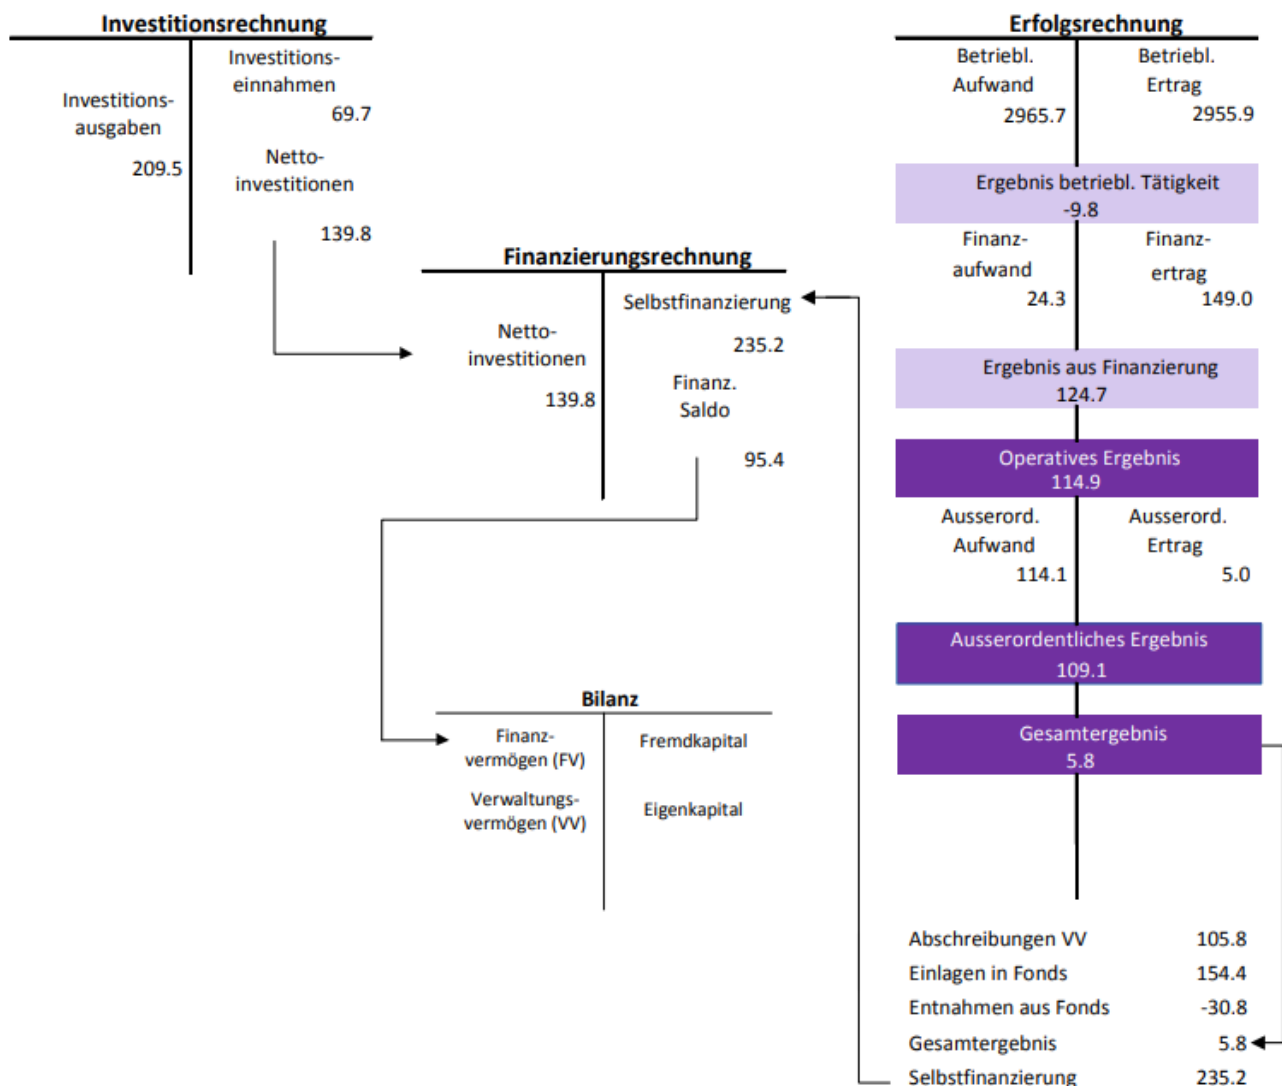 Investitionsrechnung
Investitions-
einnahmen
69.7
Investitions-
ausgaben
209.5
Netto-
investitionen
139.8
Finanzierungsrechnung
Selbstfinanzierung
235.2
Netto-
investitionen
139.8
Finanz.
Saldo
95.4
Bilanz
Finanz-
vermögen (FV)
Fremdkapital
Verwaltungs-
vermögen (VV)
Eigenkapital
Erfolgsrechnung
Betriebl.
Aufwand
2965.7
Betriebl.
Ertrag
2955.9
Ergebnis betriebl. Tätigkeit
-9.8
Finanz-
aufwand
24.3
Finanz-
ertrag
149.0
Ergebnis aus Finanzierung
124.7
Operatives Ergebnis
114.9
Ausserord.
Aufwand
114.1
Ausserord.
Ertrag
5.0
Ausserordentliches Ergebnis
109.1
Gesamtergebnis
5.8
Abschreibungen VV 105.8
Einlagen in Fonds 154.4
Entnahmen aus Fonds -30.8
Gesamtergebnis 5.8
Selbstfinanzierung 235.2